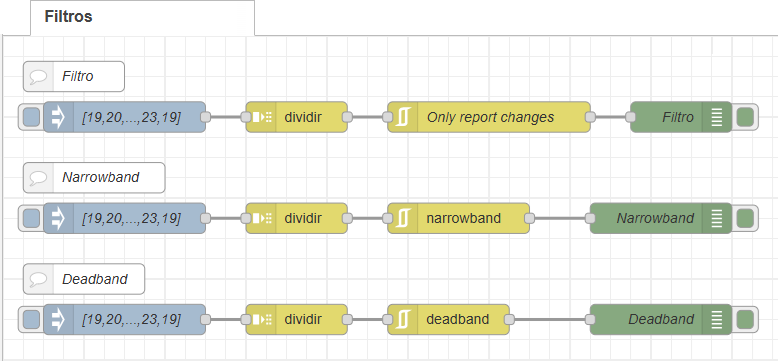 Filtros
Filtro
[19,20,...,23,19] dividir Only report changes Filtro
Narrowband
[19,20,...,23,19] dividir narrowband Narrowband
Deadband
[19,20,...,23,19] dividir deadband Deadband